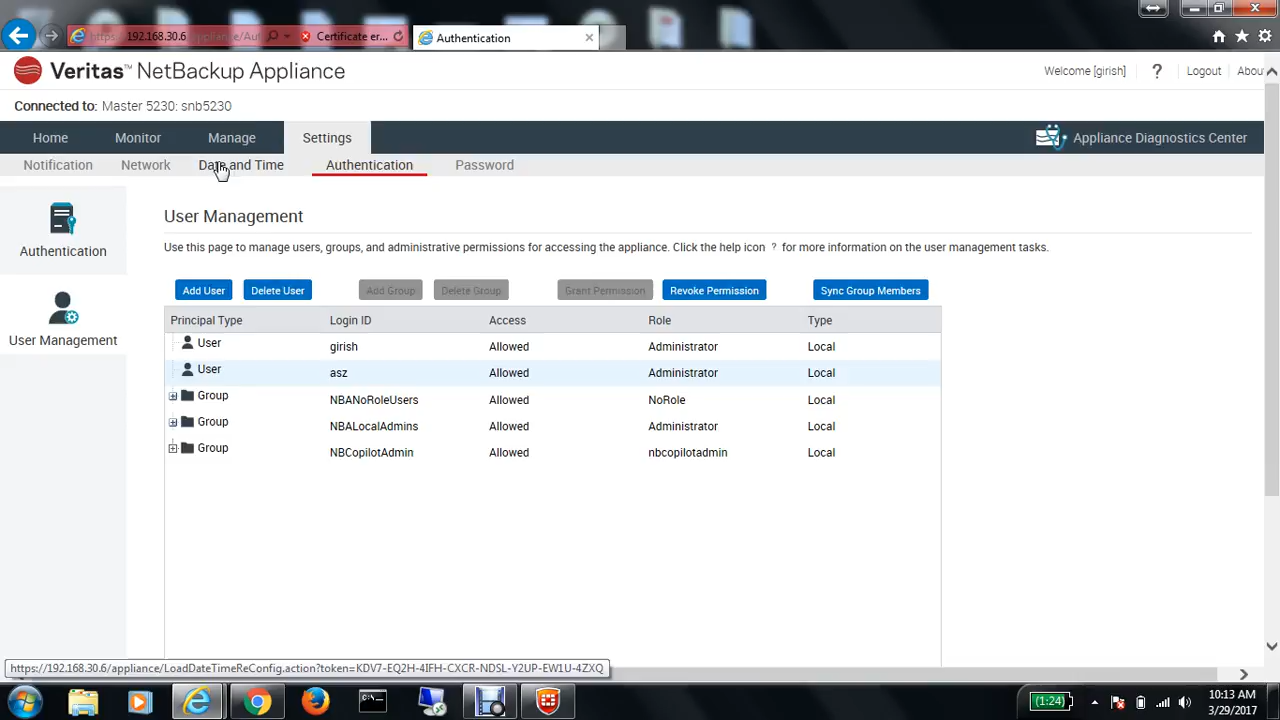 https://192.168.30.6/appliance/Aut
Certificate er...
Authentication
Veritas™ NetBackup Appliance
Welcome [girish]
?
Logout
Abou
Connected to: Master 5230: snb5230
Home
Monitor
Manage
Settings
Appliance Diagnostics Center
Notification
Network
Date and Time
Authentication
Password
Authentication
User Management
User Management
Use this page to manage users, groups, and administrative permissions for accessing the appliance. Click the help icon ? for more information on the user management tasks.
Add User
Delete User
Add Group
Delete Group
Grant Permission
Revoke Permission
Sync Group Members
Principal Type Login ID Access Role Type
User girish Allowed Administrator Local
User asz Allowed Administrator Local
Group NBANoRoleUsers Allowed NoRole Local
Group NBALocalAdmins Allowed Administrator Local
Group NBCopilotAdmin Allowed nbcopilotadmin Local
https://192.168.30.6/appliance/LoadDateTimeReConfig.action?token=KDV7-EQ2H-4IFH-CXCR-NDSL-Y2UP-EW1U-4ZXQ
(1:24)
10:13 AM
3/29/2017